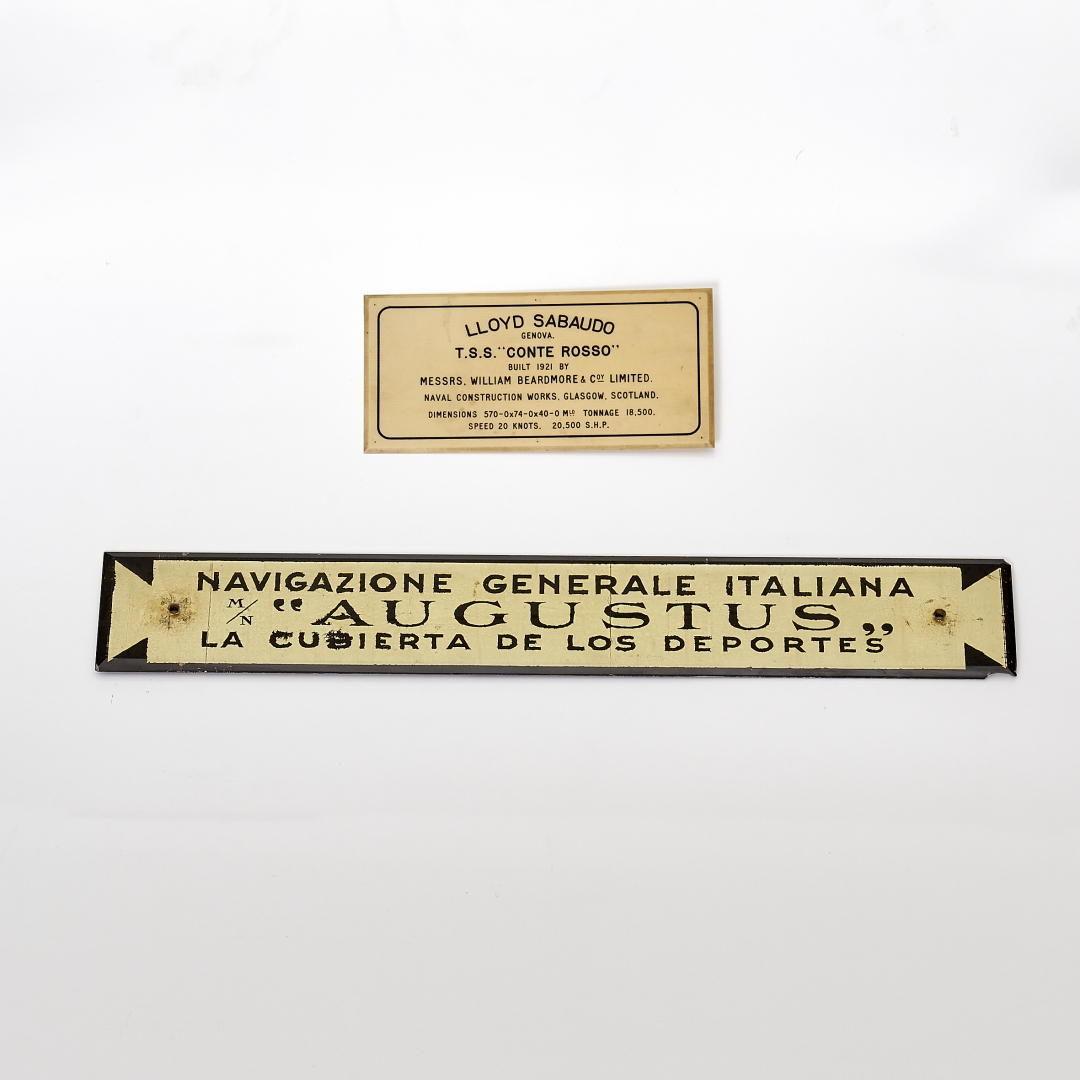 LLOYD SABAUDO
GENOVA.
T.S.S. "CONTE ROSSO"
BUILT 1921 BY
MESSRS. WILLIAM BEARDMORE & Coy LIMITED.
NAVAL CONSTRUCTION WORKS. GLASGOW, SCOTLAND.
DIMENSIONS 570-0x74-0x40-0 MLD TONNAGE 18,500.
SPEED 20 KNOTS. 20,500 S.H.P.
NAVIGAZIONE GENERALE ITALIANA
M/N “AUGUSTUS„
LA CUBIERTA DE LOS DEPORTES